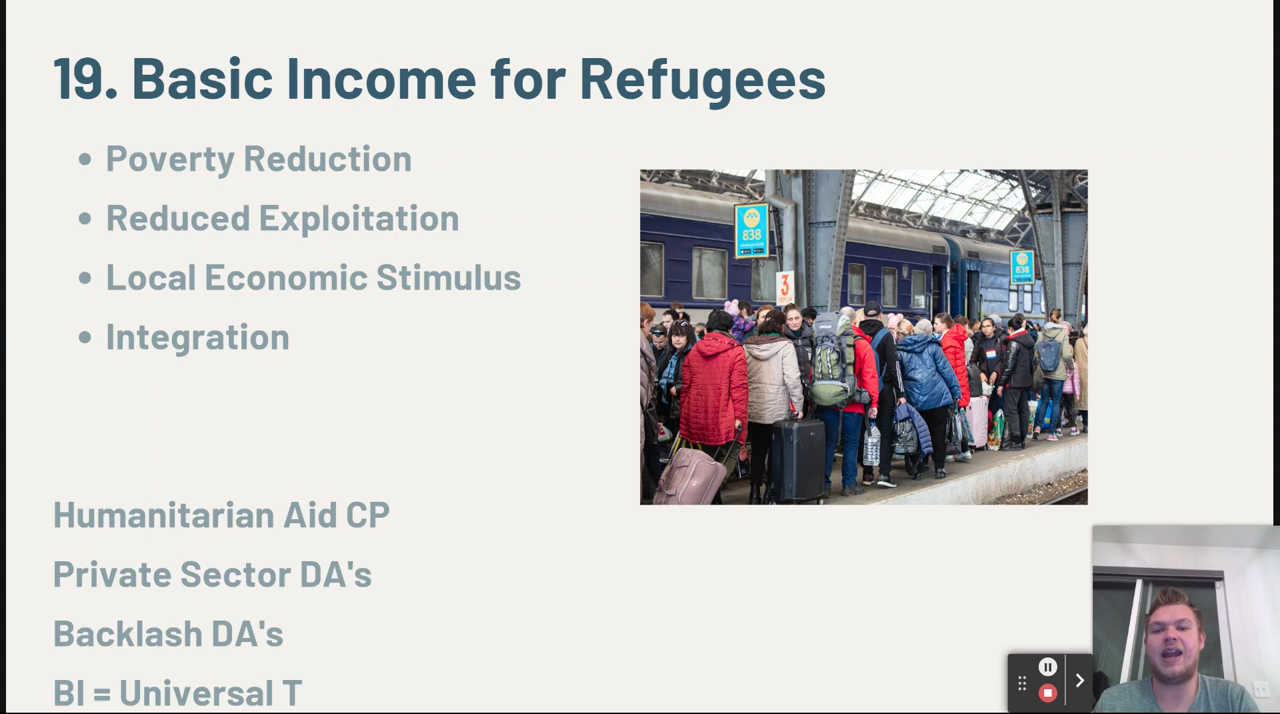 19. Basic Income for Refugees
Poverty Reduction
Reduced Exploitation
Local Economic Stimulus
Integration
838
838
3
Humanitarian Aid CP
Private Sector DA's
Backlash DA's
BI = Universal T